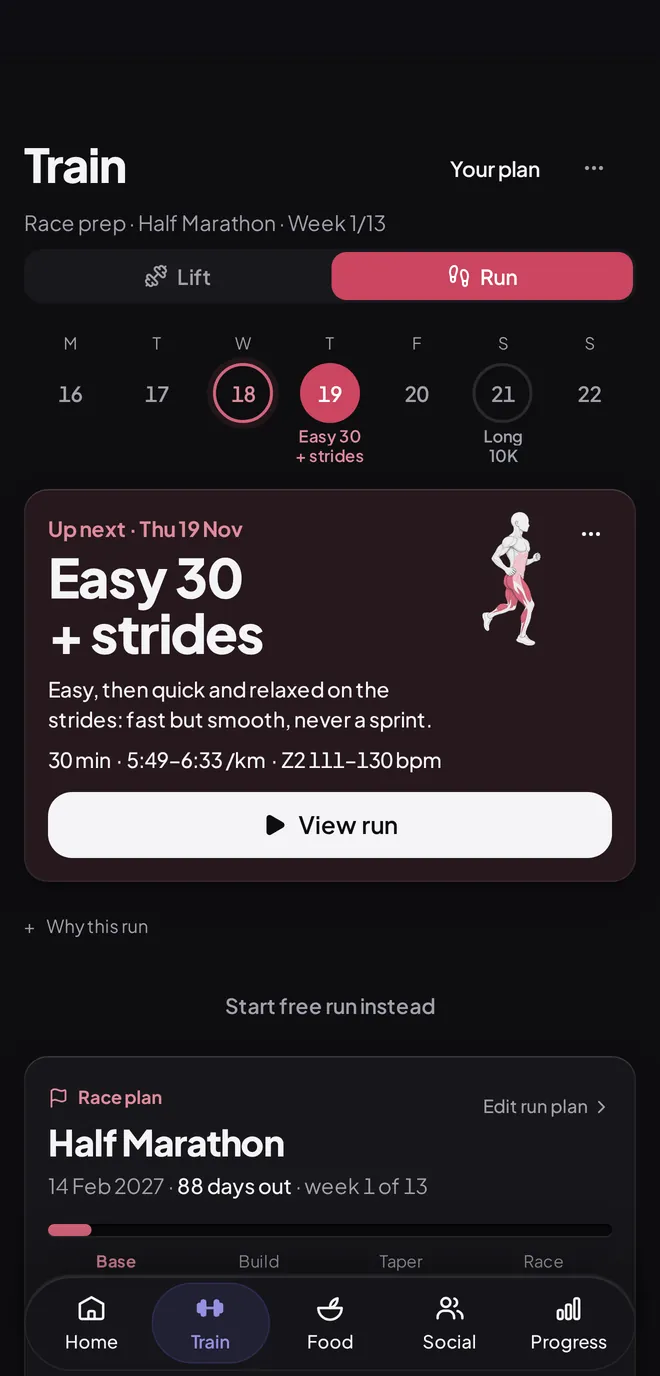 Train
Your plan
Race prep · Half Marathon · Week 1/13
Lift
Run
M T W T F S S
16 17 18 19 20 21 22
Easy 30 Long
+ strides 10K
Up next · Thu 19 Nov
Easy 30
+ strides
Easy, then quick and relaxed on the
strides: fast but smooth, never a sprint.
30 min · 5:49–6:33 /km · Z2 111–130 bpm
View run
+ Why this run
Start free run instead
Race plan
Edit run plan
Half Marathon
14 Feb 2027 · 88 days out · week 1 of 13
Base Build Taper Race
Home Train Food Social Progress